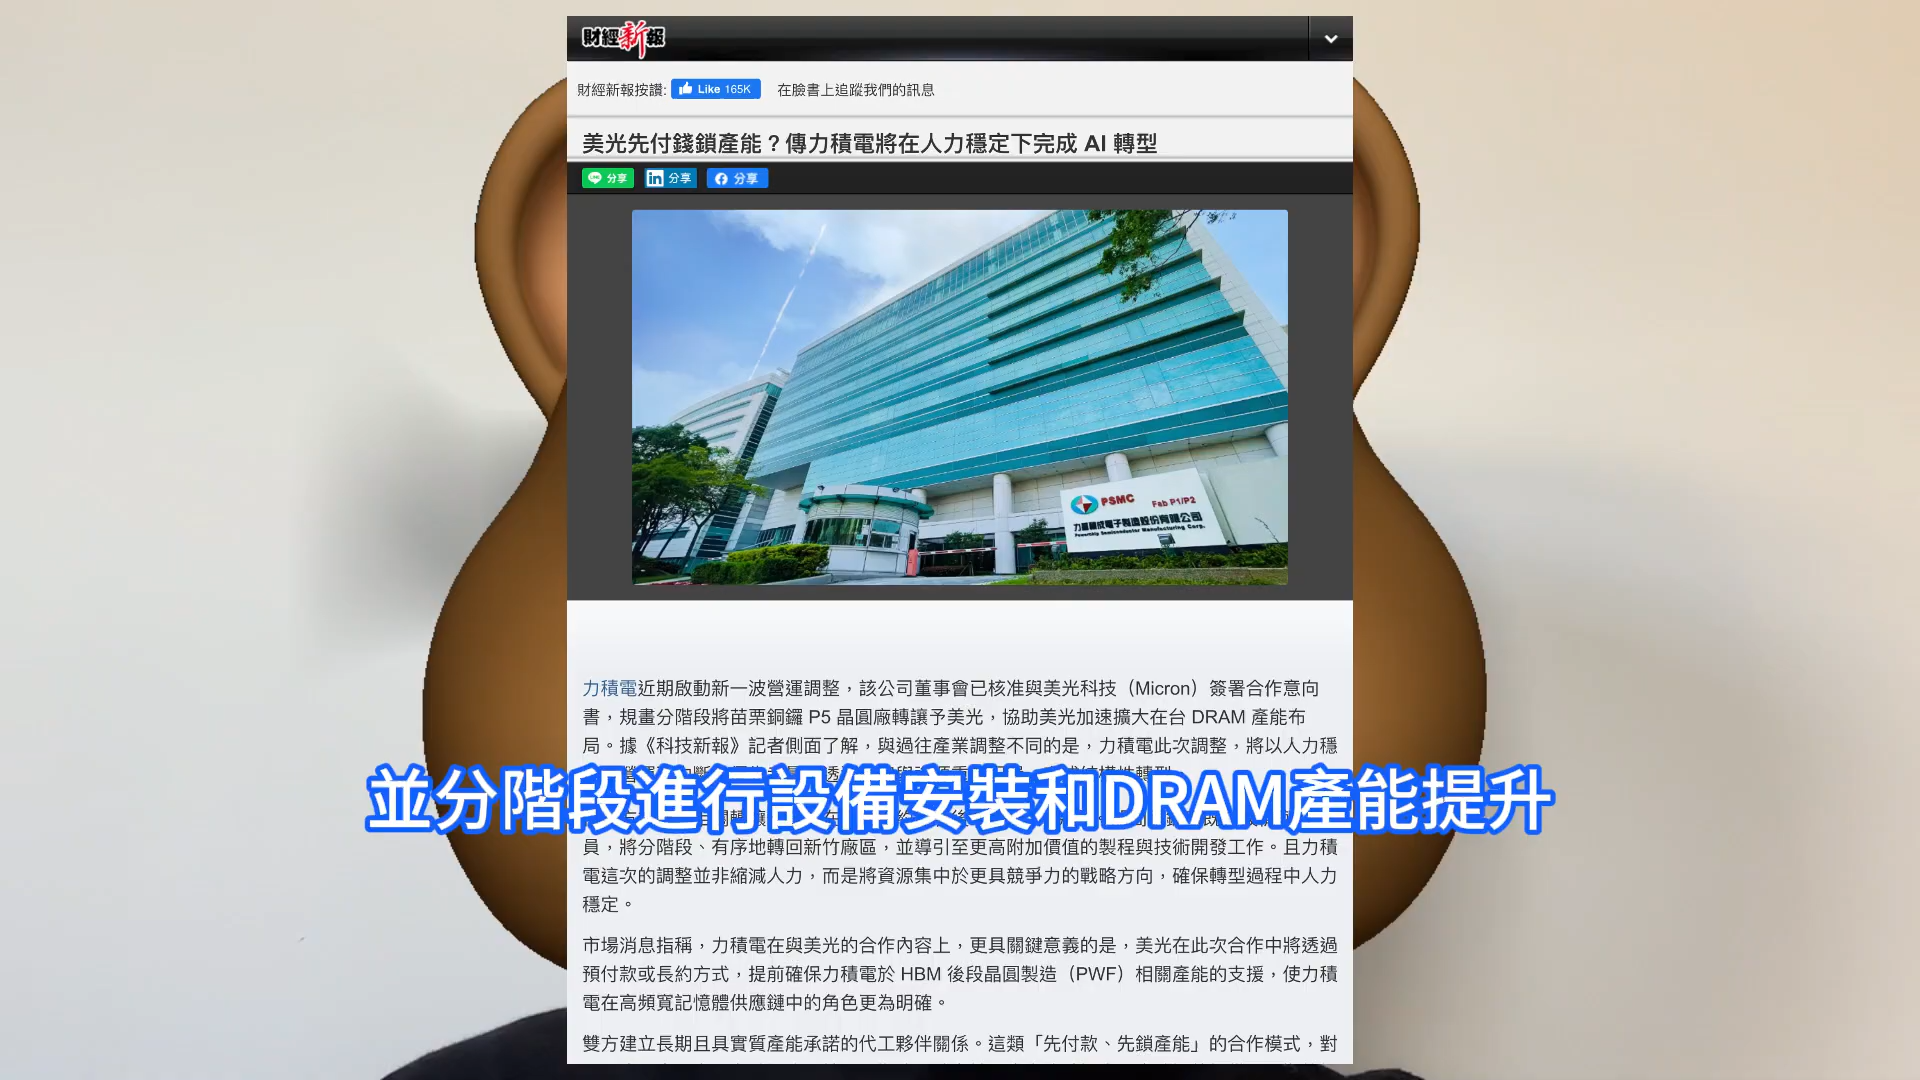 財經新報
財經新報按讚: Like 165K 在臉書上追蹤我們的訊息
美光先付錢鎖產能？傳力積電將在人力穩定下完成 AI 轉型
分享 分享 分享
PSMC Fab P1/P2
力晶積成電子製造股份有限公司
Powerchip Semiconductor Manufacturing Corp.
力積電近期啟動新一波營運調整，該公司董事會已核准與美光科技（Micron）簽署合作意向
書，規畫分階段將苗栗銅鑼 P5 晶圓廠轉讓予美光，協助美光加速擴大在台 DRAM 產能布
局。據《科技新報》記者側面了解，與過往產業調整不同的是，力積電此次調整，將以人力穩
並分階段進行設備安裝和DRAM產能提升
員，將分階段、有序地轉回新竹廠區，並導引至更高附加價值的製程與技術開發工作。且力積
電這次的調整並非縮減人力，而是將資源集中於更具競爭力的戰略方向，確保轉型過程中人力
穩定。
市場消息指稱，力積電在與美光的合作內容上，更具關鍵意義的是，美光在此次合作中將透過
預付款或長約方式，提前確保力積電於 HBM 後段晶圓製造（PWF）相關產能的支援，使力積
電在高頻寬記憶體供應鏈中的角色更為明確。
雙方建立長期且具實質產能承諾的代工夥伴關係。這類「先付款、先鎖產能」的合作模式，對